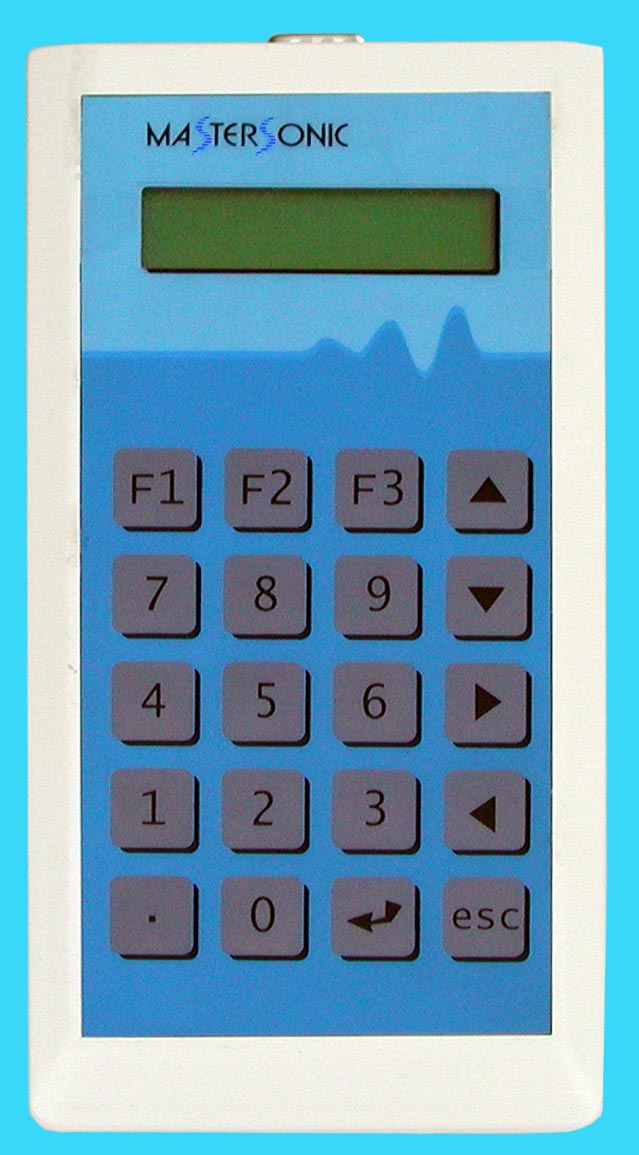 MASTERSONIC
F1 F2 F3 ▲
7 8 9 ▼
4 5 6 ▶
1 2 3 ◀
. 0 ↵ esc